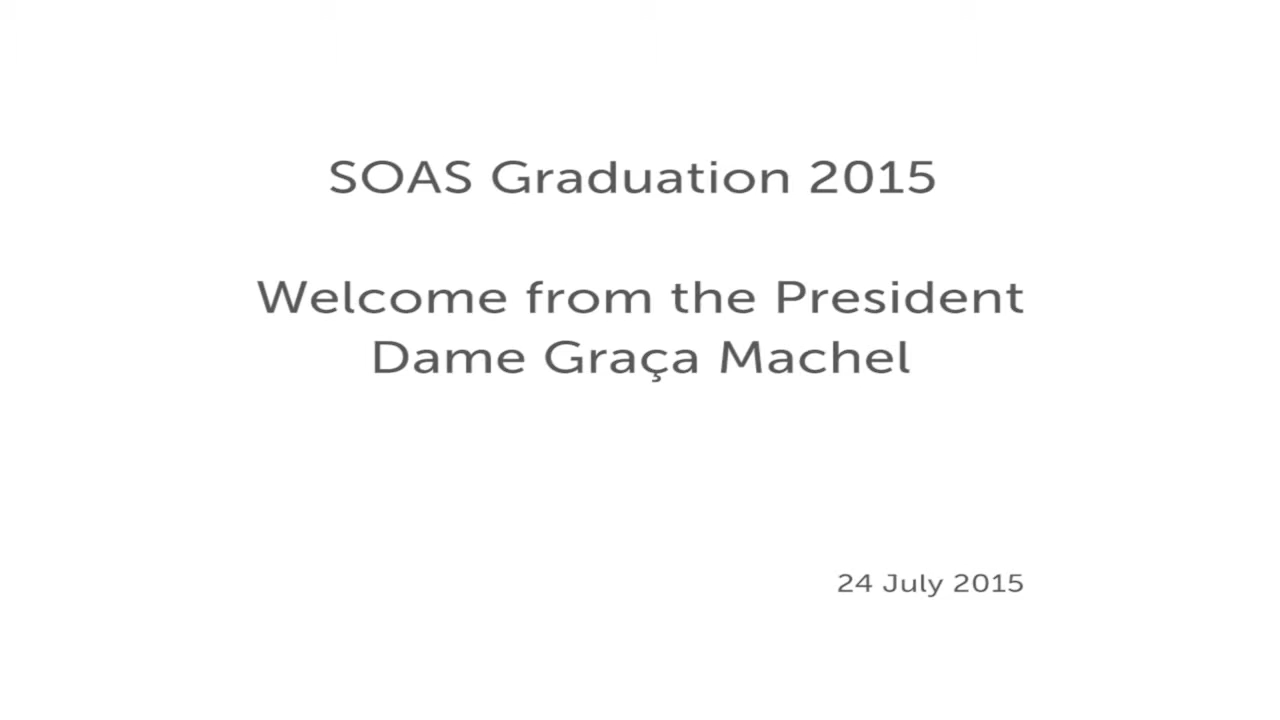 SOAS Graduation 2015
Welcome from the President
Dame Graça Machel
24 July 2015